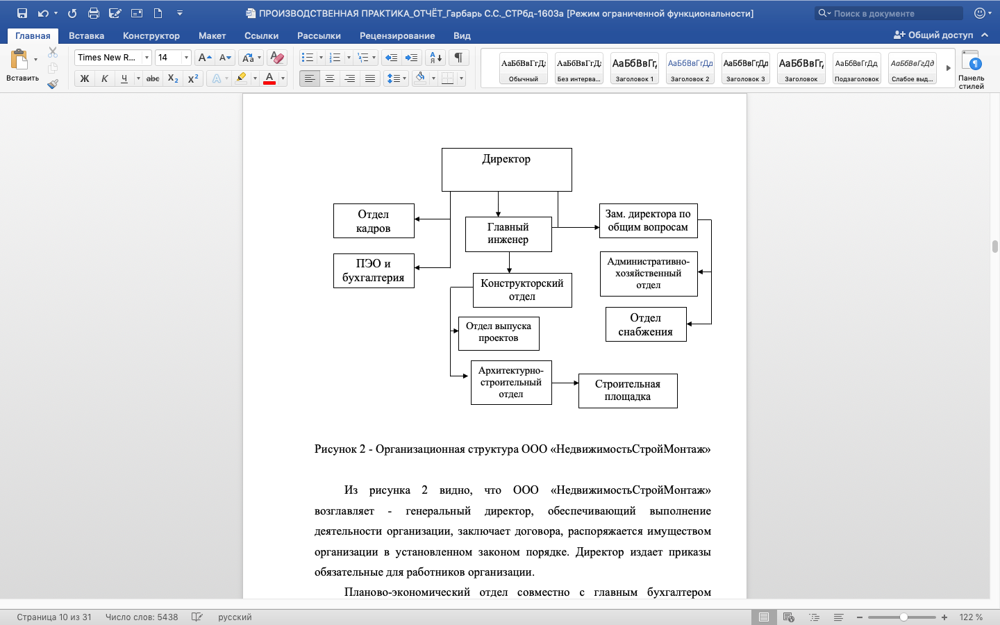 ПРОИЗВОДСТВЕННАЯ ПРАКТИКА_ОТЧЁТ_Гарбарь С.С._СТРбд-1603а [Режим ограниченной функциональности]
Поиск в документе
Главная Вставка Конструктор Макет Ссылки Рассылки Рецензирование Вид
Общий доступ
Вставить
Times New R... 14
Ж К Ч abc X2 X2
АаБбВвГгДд АаБбВвГгДд АаБбВвГг АаБбВвГгДд АаБбВвГгДд АаБбВвГг АаБбВвГгДд АаБбВвГгДд
Обычный Без интерва... Заголовок 1 Заголовок 2 Заголовок 3 Заголовок Подзаголовок Слабое выд...
Панель
стилей
Директор
Отдел
кадров
Главный
инженер
Зам. директора по
общим вопросам
ПЭО и
бухгалтерия
Административно-
хозяйственный
отдел
Конструкторский
отдел
Отдел
снабжения
Отдел выпуска
проектов
Архитектурно-
строительный
отдел
Строительная
площадка
Рисунок 2 - Организационная структура ООО «НедвижимостьСтройМонтаж»
Из рисунка 2 видно, что ООО «НедвижимостьСтройМонтаж»
возглавляет - генеральный директор, обеспечивающий выполнение
деятельности организации, заключает договора, распоряжается имуществом
организации в установленном законом порядке. Директор издает приказы
обязательные для работников организации.
Планово-экономический отдел совместно с главным бухгалтером
Страница 10 из 31 Число слов: 5438 русский 122 %